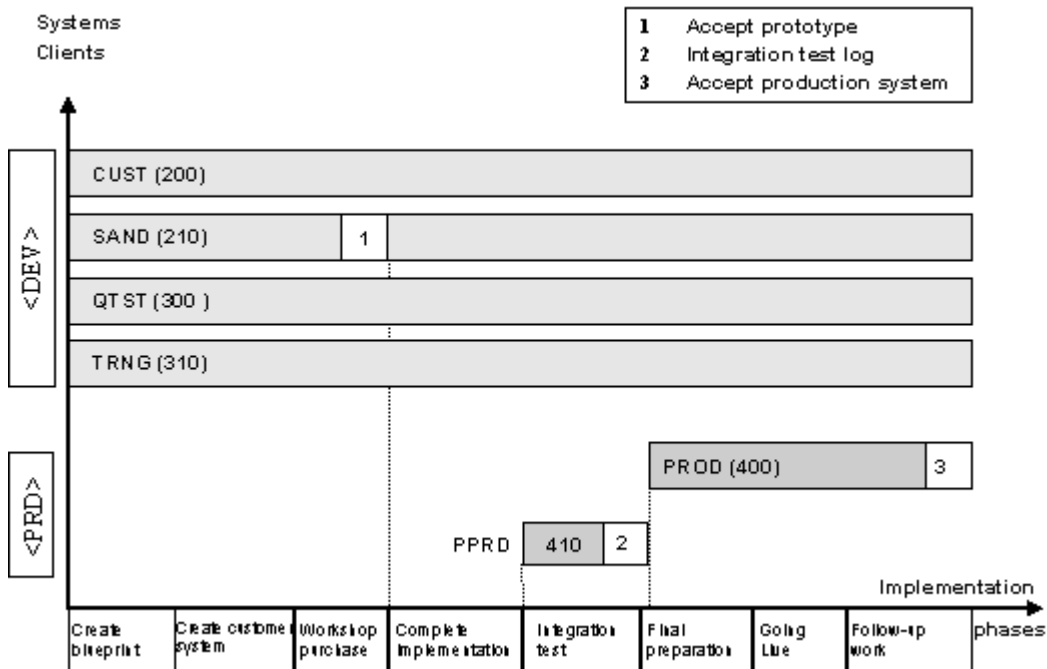 Systems
Clients
1 Accept prototype
2 Integration test log
3 Accept production system
<DEV>
CUST (200)
SAND (210)
1
QTST (300 )
TRNG (310)
<PRD>
PROD (400)
3
PPRD
410
2
Implementation
phases
Create
blueprint
Create customer
system
Workshop
purchase
Complete
Implementation
Integration
test
Final
preparation
Going
Live
Follow-up
work